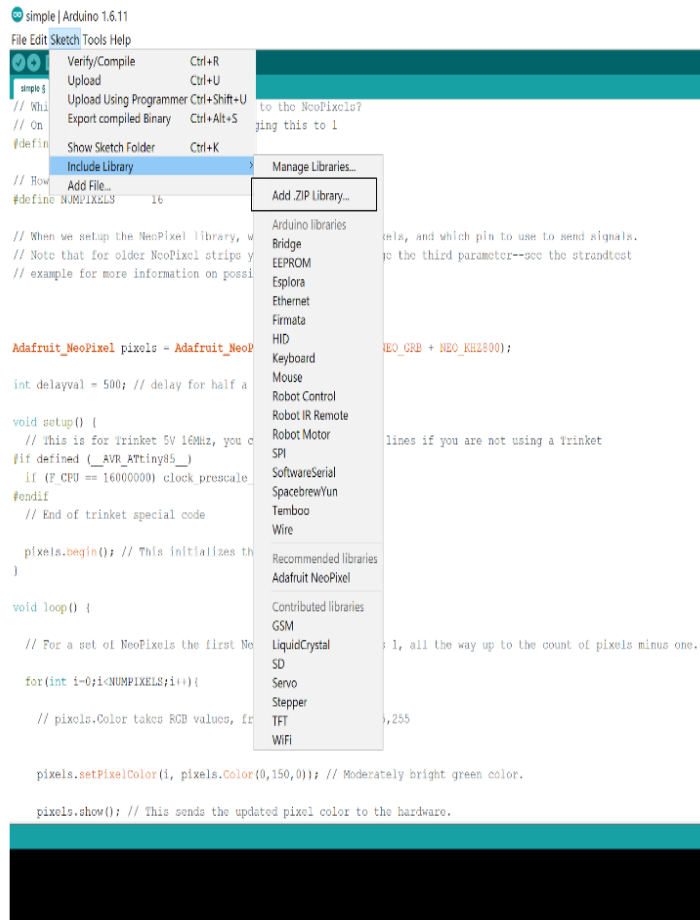 simple | Arduino 1.6.11
File Edit Sketch Tools Help
simple §
Verify/Compile Ctrl+R
Upload Ctrl+U
Upload Using Programmer Ctrl+Shift+U
Export compiled Binary Ctrl+Alt+S
Show Sketch Folder Ctrl+K
Include Library >
Add File...
Manage Libraries...
Add .ZIP Library...
Arduino libraries
Bridge
EEPROM
Esplora
Ethernet
Firmata
HID
Keyboard
Mouse
Robot Control
Robot IR Remote
Robot Motor
SPI
SoftwareSerial
SpacebrewYun
Temboo
Wire
Recommended libraries
Adafruit NeoPixel
Contributed libraries
GSM
LiquidCrystal
SD
Servo
Stepper
TFT
WiFi
// Whi to the NeoPixels?
// On ging this to 1
#defin
// How
#define NUMPIXELS 16
// When we setup the NeoPixel library, w els, and which pin to use to send signals.
// Note that for older NeoPixel strips y ge the third parameter--see the strandtest
// example for more information on possi
Adafruit_NeoPixel pixels = Adafruit_NeoP NEO_GRB + NEO_KHZ800);
int delayval = 500; // delay for half a
void setup() {
// This is for Trinket 5V 16MHz, you c lines if you are not using a Trinket
#if defined (__AVR_ATtiny85__)
if (F_CPU == 16000000) clock_prescale_
#endif
// End of trinket special code
pixels.begin(); // This initializes th
}
void loop() {
// For a set of NeoPixels the first Ne s 1, all the way up to the count of pixels minus one.
for(int i=0;i<NUMPIXELS;i++){
// pixels.Color takes RGB values, fr ,255
pixels.setPixelColor(i, pixels.Color(0,150,0)); // Moderately bright green color.
pixels.show(); // This sends the updated pixel color to the hardware.